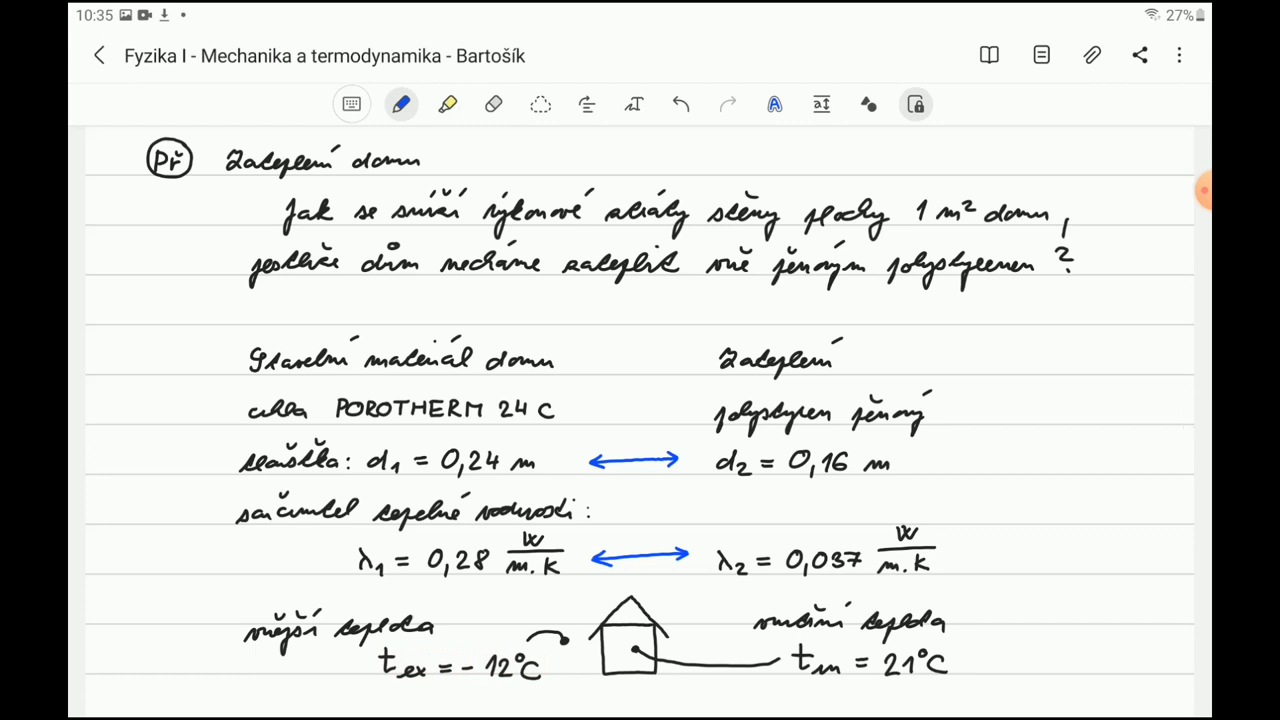 10:35 27%
Fyzika I - Mechanika a termodynamika - Bartošík
Př Zateplení domu
Jak se sníží výkonové ztráty stěny plochy 1 m² domu,
jestliže dům necháme zateplit vně pěnovým polystyrenem?
Stavební materiál domu Zateplení
cihla POROTHERM 24 C polystyren pěnový
tloušťka: d₁ = 0,24 m d₂ = 0,16 m
součinitel tepelné vodivosti:
λ₁ = 0,28 W/m.K λ₂ = 0,037 W/m.K
vnější teplota vnitřní teplota
t_ex = - 12°C t_in = 21°C